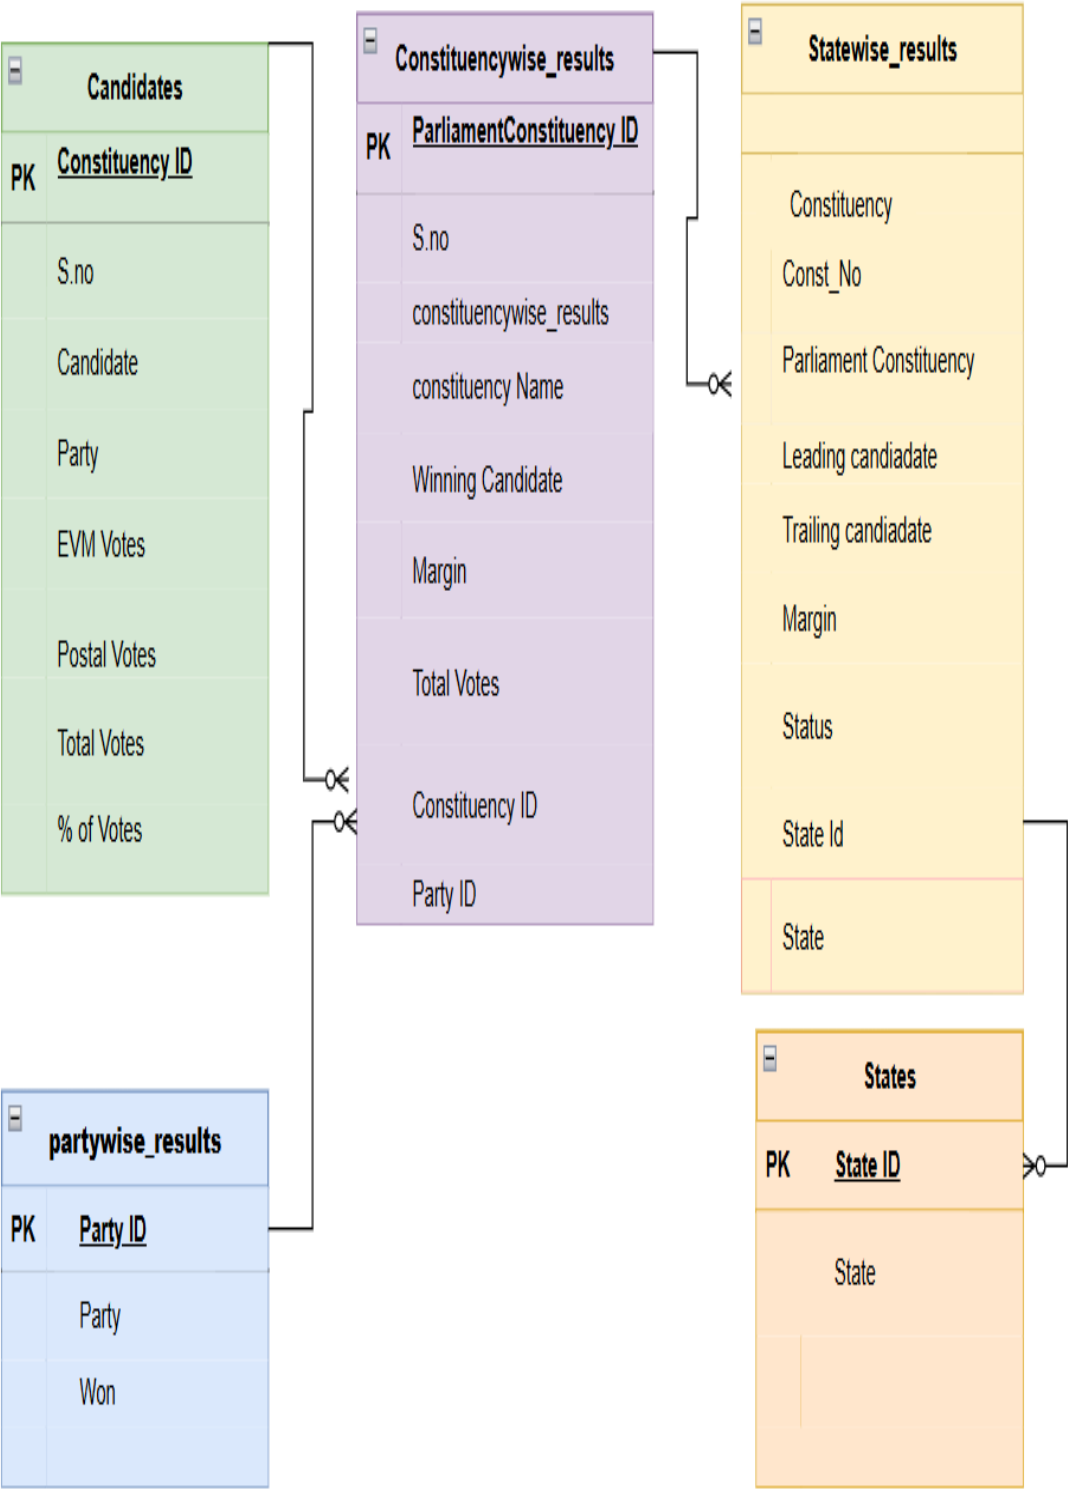 Candidates
PK
Constituency ID
S.no
Candidate
Party
EVM Votes
Postal Votes
Total Votes
% of Votes
Constituencywise_results
PK
ParliamentConstituency ID
S.no
constituencywise_results
constituency Name
Winning Candidate
Margin
Total Votes
Constituency ID
Party ID
Statewise_results
Constituency
Const_No
Parliament Constituency
Leading candiadate
Trailing candiadate
Margin
Status
State Id
State
partywise_results
PK
Party ID
Party
Won
States
PK
State ID
State